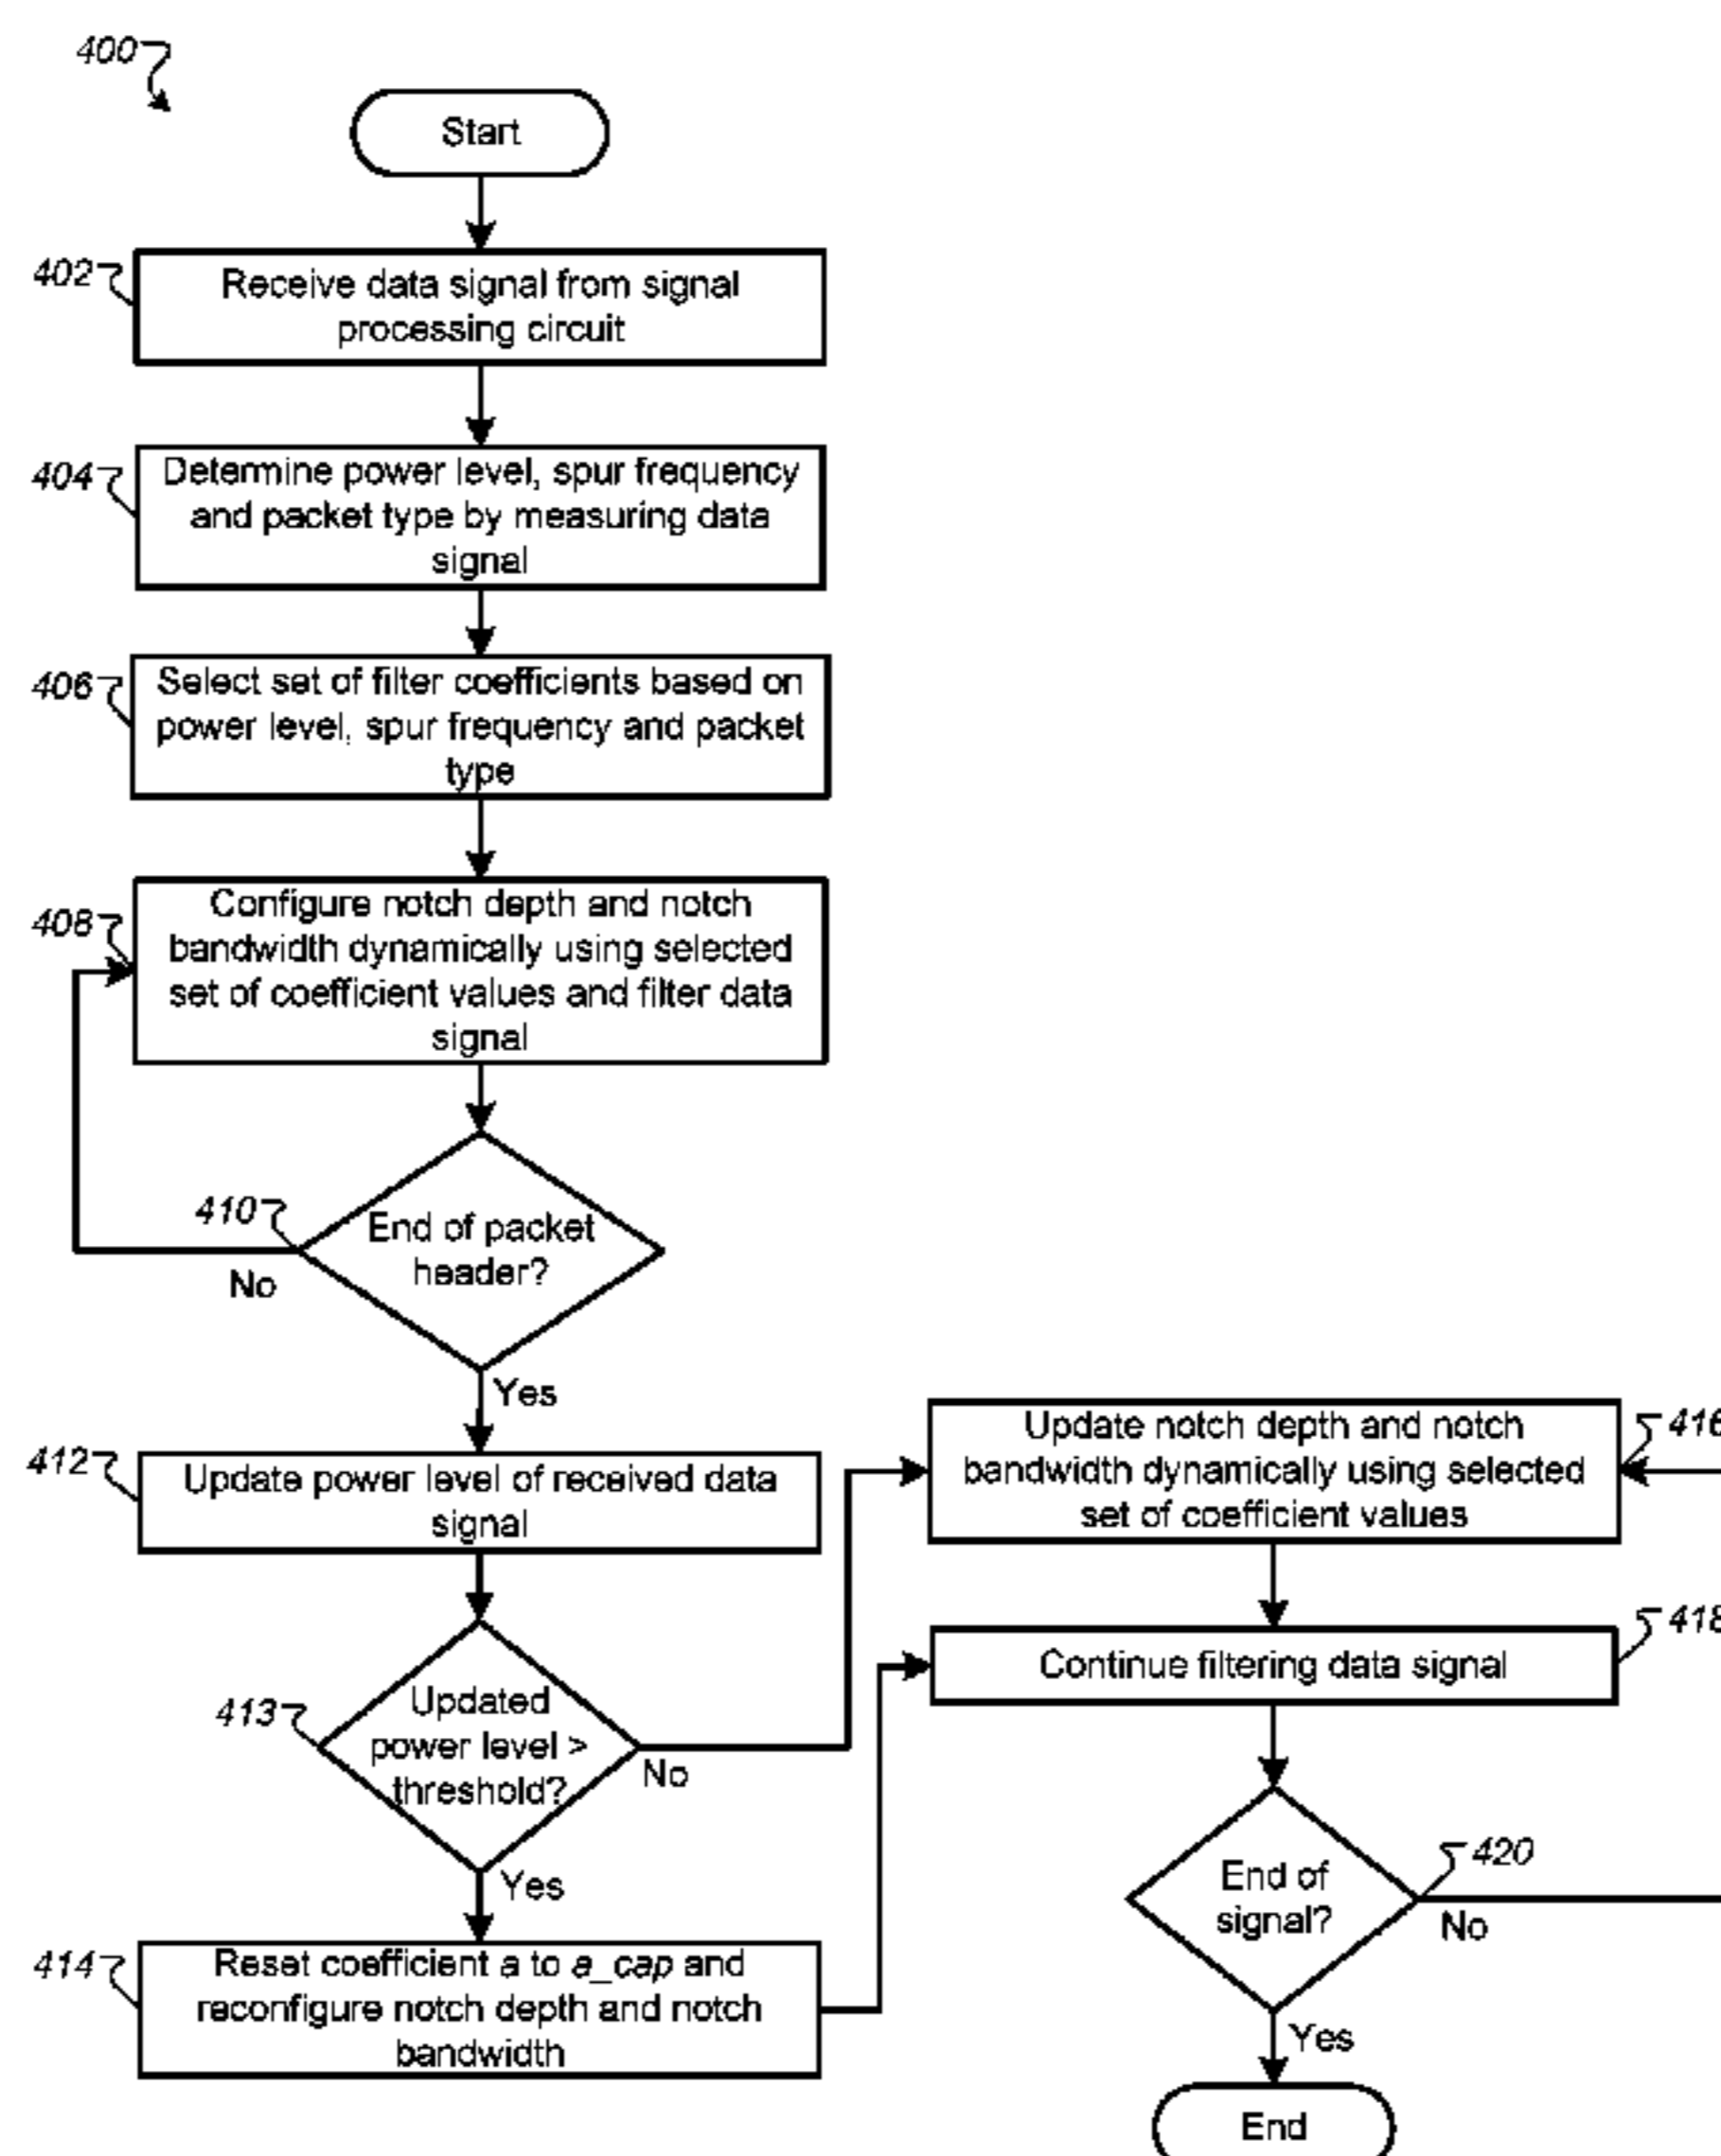 400
Start
402
Receive data signal from signal
processing circuit
404
Determine power level, spur frequency
and packet type by measuring data
signal
406
Select set of filter coefficients based on
power level, spur frequency and packet
type
408
Configure notch depth and notch
bandwidth dynamically using selected
set of coefficient values and filter data
signal
410
End of packet
header?
No
Yes
412
Update power level of received data
signal
413
Updated
power level >
threshold?
No
Yes
414
Reset coefficient a to a_cap and
reconfigure notch depth and notch
bandwidth
416
Update notch depth and notch
bandwidth dynamically using selected
set of coefficient values
418
Continue filtering data signal
420
End of
signal?
No
Yes
End